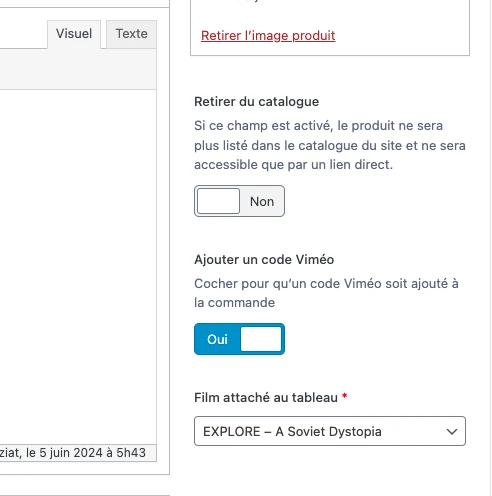 Visuel
Texte
Retirer l'image produit
Retirer du catalogue
Si ce champ est activé, le produit ne sera
plus listé dans le catalogue du site et ne sera
accessible que par un lien direct.
Non
Ajouter un code Viméo
Cocher pour qu'un code Viméo soit ajouté à
la commande
Oui
Film attaché au tableau *
EXPLORE – A Soviet Dystopia
ziat, le 5 juin 2024 à 5h43